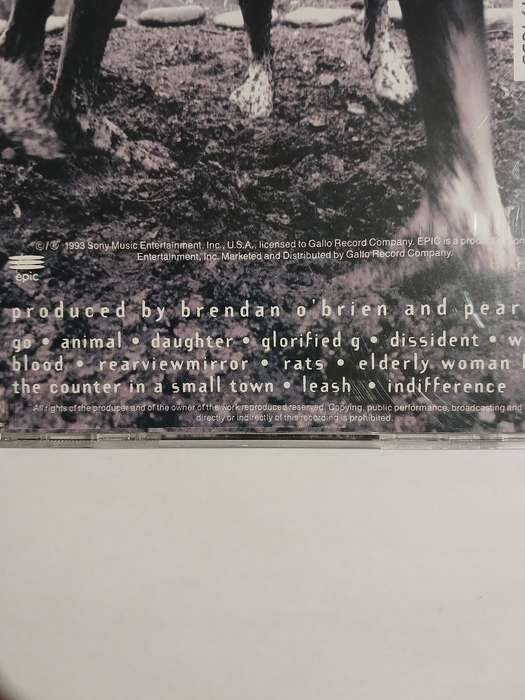 ©/℗ 1993 Sony Music Entertainment, Inc., U.S.A., licensed to Gallo Record Company. EPIC is a
Entertainment, Inc. Marketed and Distributed by Gallo Record Company.
epic
produced by brendan o'brien and pear
go • animal • daughter • glorified g • dissident • w
blood • rearviewmirror • rats • elderly woman
the counter in a small town • leash • indifference
All rights of the producer and of the owner of the work reproduced reserved. Copying, public performance, broadcasting and
directly or indirectly of this recording is prohibited.